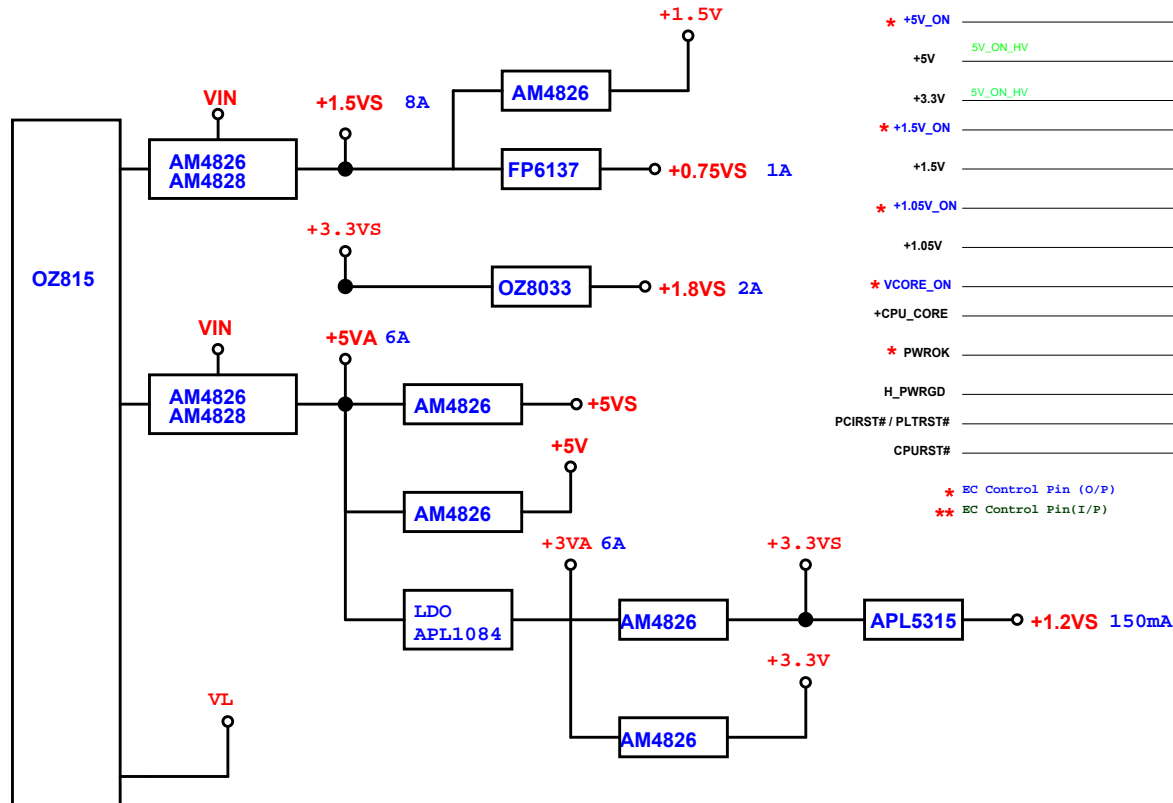 +1.5V
* +5V_ON
+5V 5V_ON_HV
+3.3V 5V_ON_HV
* +1.5V_ON
+1.5V
* +1.05V_ON
+1.05V
* VCORE_ON
+CPU_CORE
* PWROK
H_PWRGD
PCIRST# / PLTRST#
CPURST#
* EC Control Pin (O/P)
** EC Control Pin(I/P)
OZ815
VIN
AM4826
AM4828
+1.5VS 8A
AM4826
FP6137
+0.75VS 1A
+3.3VS
OZ8033
+1.8VS 2A
VIN
AM4826
AM4828
+5VA 6A
AM4826
+5VS
+5V
AM4826
LDO
APL1084
+3VA 6A
AM4826
+3.3VS
APL5315
+1.2VS 150mA
+3.3V
AM4826
VL